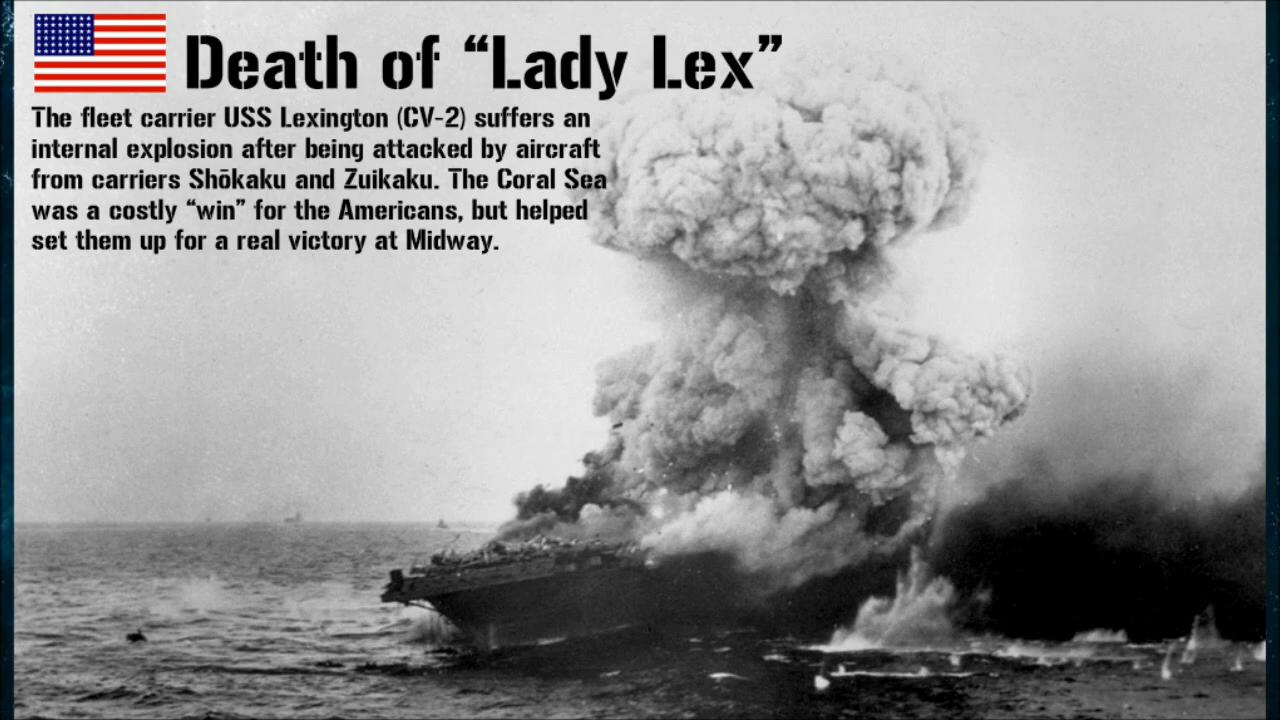 Death of “Lady Lex”
The fleet carrier USS Lexington (CV-2) suffers an
internal explosion after being attacked by aircraft
from carriers Shōkaku and Zuikaku. The Coral Sea
was a costly “win” for the Americans, but helped
set them up for a real victory at Midway.